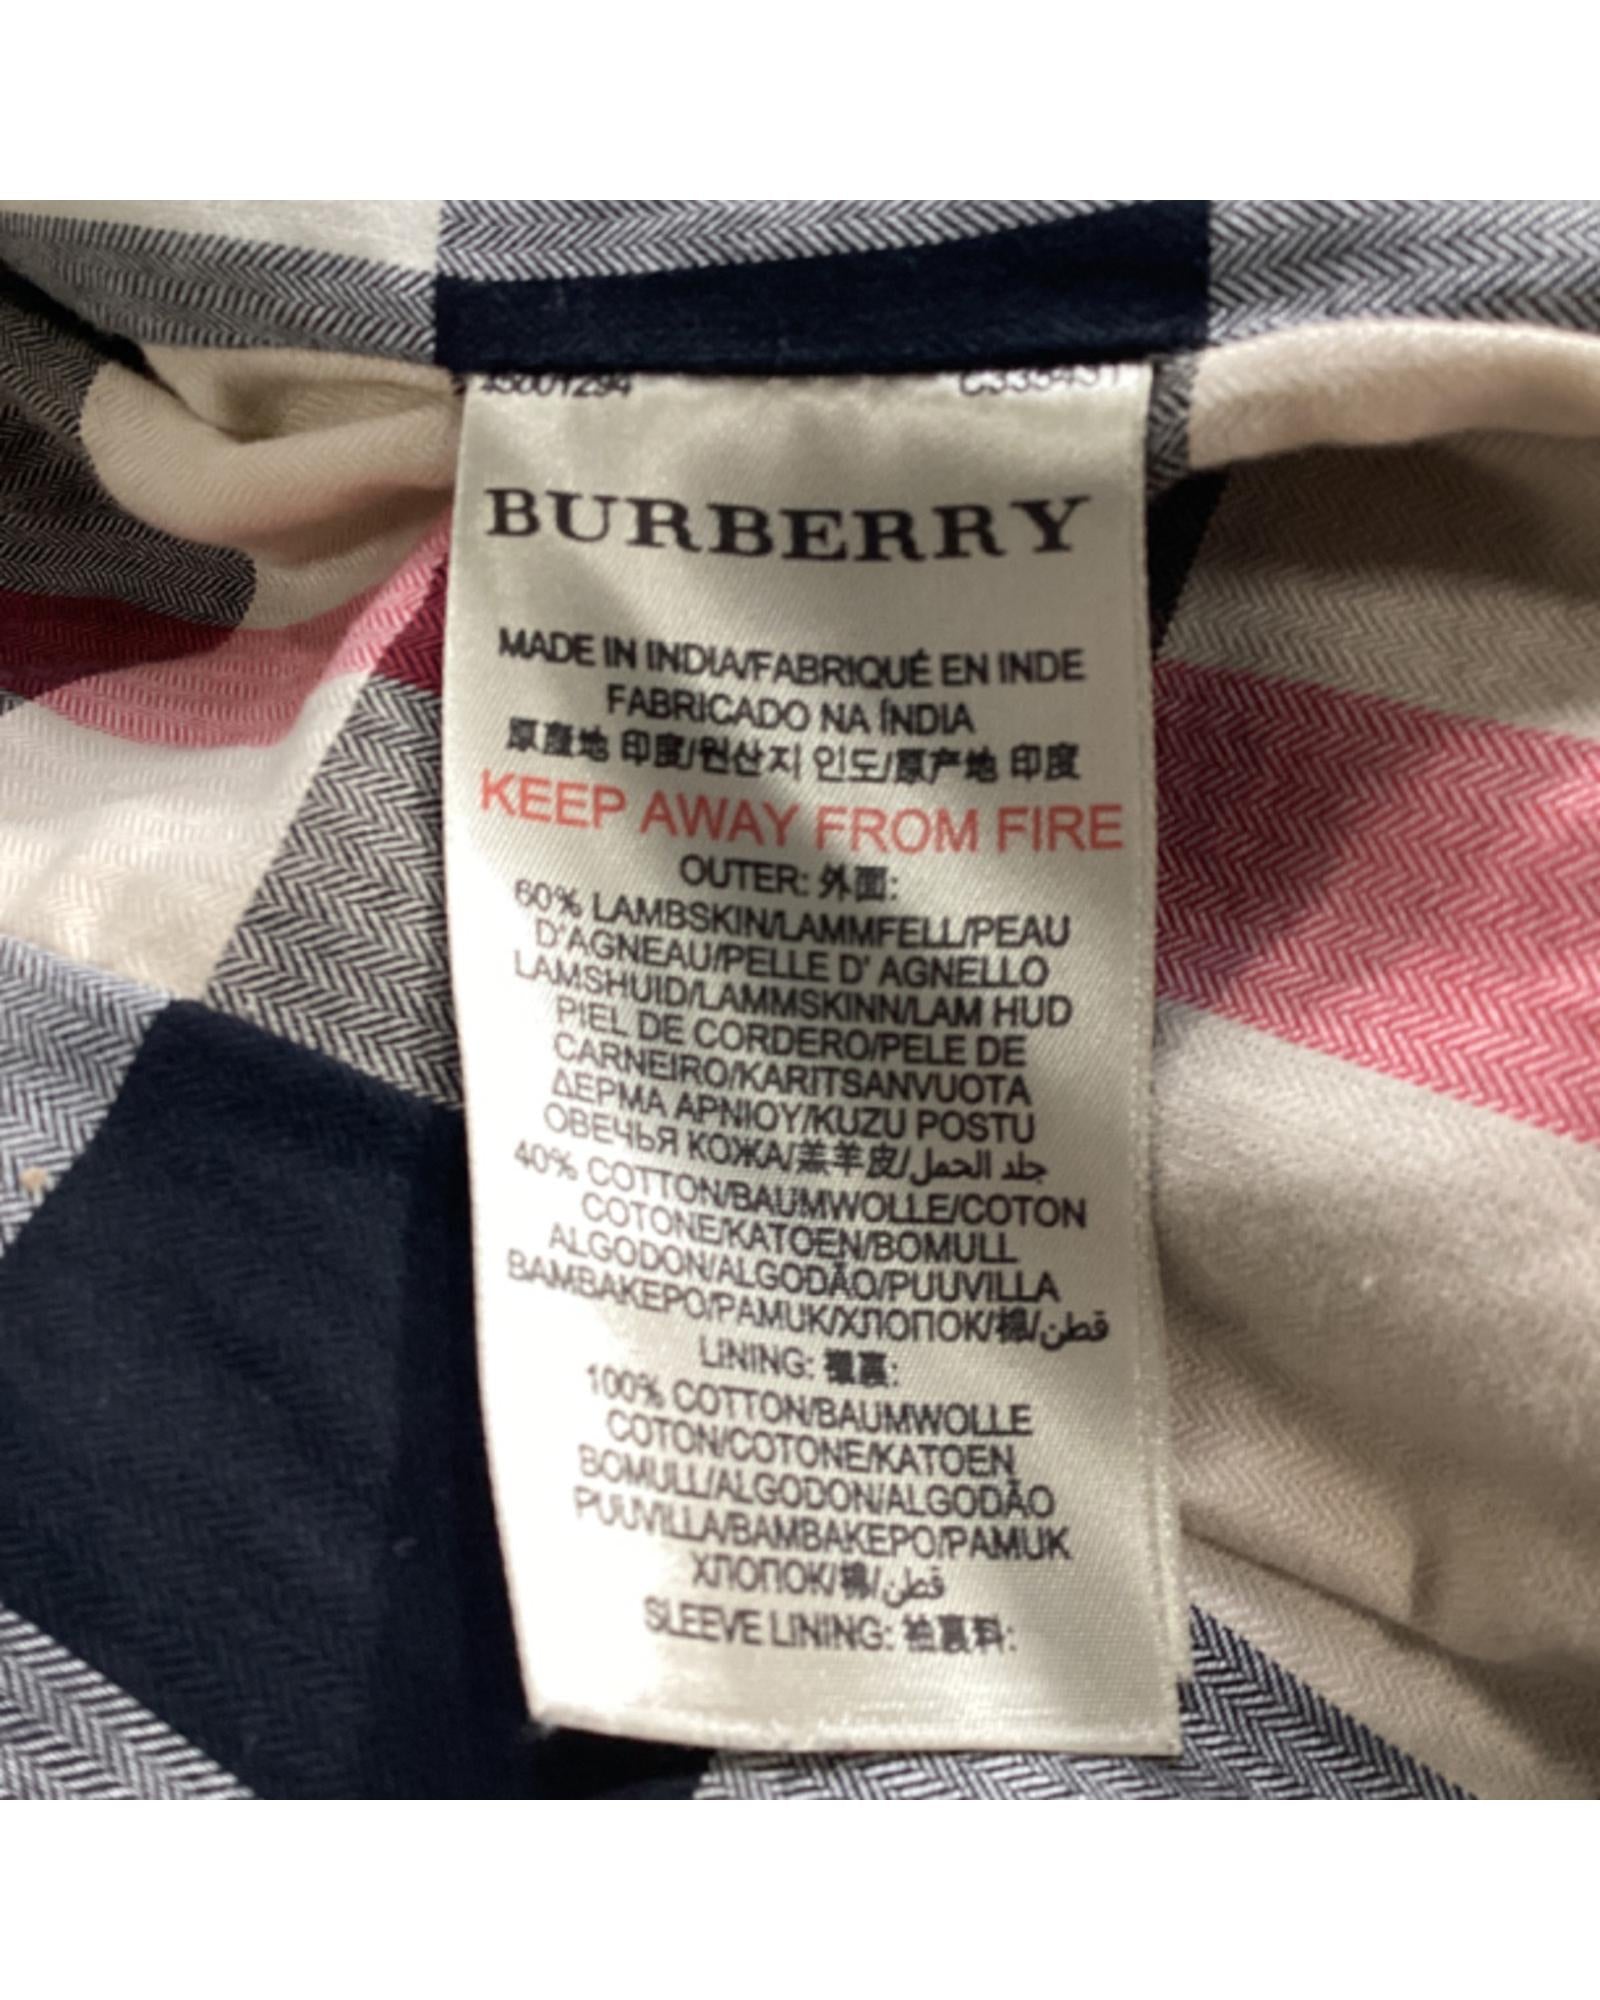 BURBERRY
MADE IN INDIA/FABRIQUÉ EN INDE
FABRICADO NA ÍNDIA
原産地 印度/원산지 인도/原产地 印度
KEEP AWAY FROM FIRE
OUTER: 外面:
60% LAMBSKIN/LAMMFELL/PEAU
D'AGNEAU/PELLE D' AGNELLO
LAMSHUID/LAMMSKINN/LAM HUD
PIEL DE CORDERO/PELE DE
CARNEIRO/KARITSANVUOTA
ΔΕΡΜΑ ΑΡΝΙΟΥ/KUZU POSTU
ОВЕЧЬЯ КОЖА/羔羊皮/جلد الحمل
40% COTTON/BAUMWOLLE/COTON
COTONE/KATOEN/BOMULL
ALGODON/ALGODÃO/PUUVILLA
ΒΑΜΒΑΚΕΡΟ/PAMUK/ХЛОПОК/棉/قطن
LINING: 裏:
100% COTTON/BAUMWOLLE
COTON/COTONE/KATOEN
BOMULL/ALGODON/ALGODÃO
PUUVILLA/ΒΑΜΒΑΚΕΡΟ/PAMUK
ХЛОПОК/棉/قطن
SLEEVE LINING: 袖裏料: